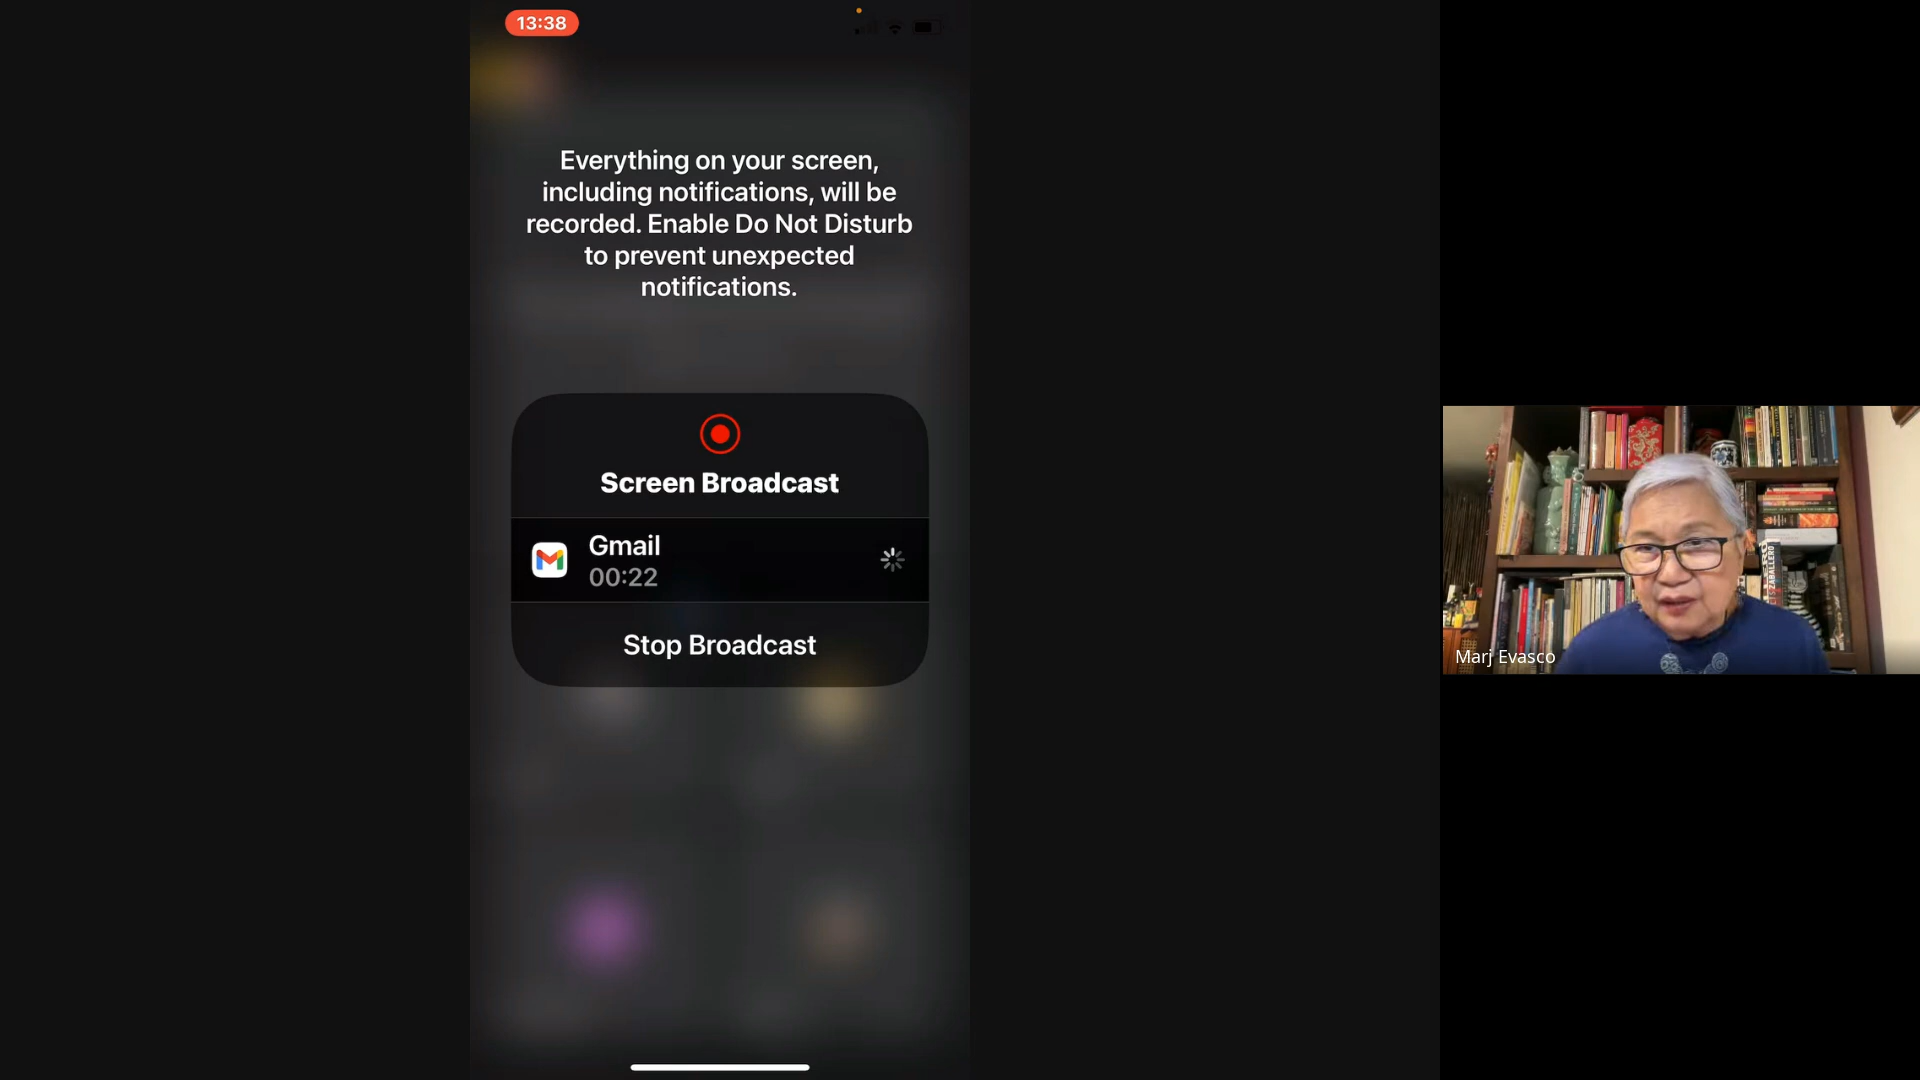 13:38
Everything on your screen,
including notifications, will be
recorded. Enable Do Not Disturb
to prevent unexpected
notifications.
Screen Broadcast
Gmail
00:22
Stop Broadcast
Marj Evasco